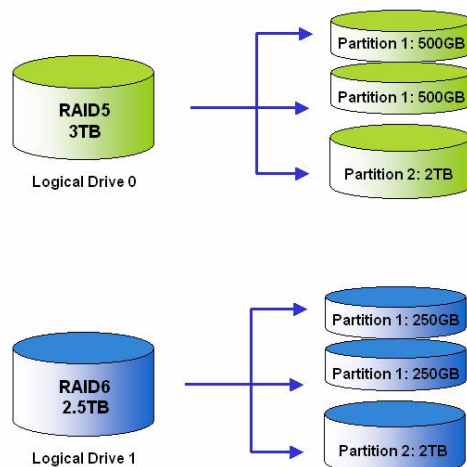 Partition 1: 500GB
Partition 1: 500GB
RAID5
3TB
Logical Drive 0
Partition 2: 2TB
Partition 1: 250GB
Partition 1: 250GB
RAID6
2.5TB
Logical Drive 1
Partition 2: 2TB